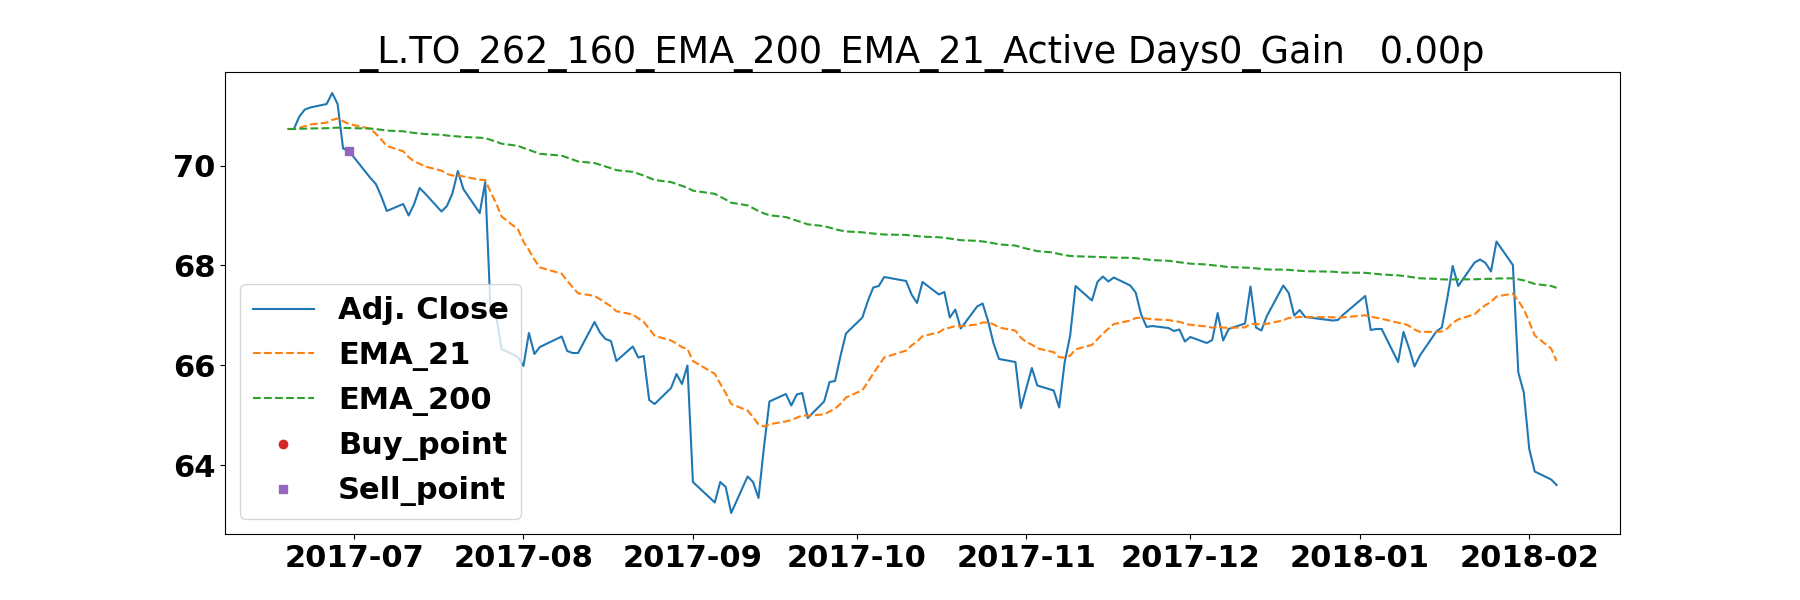 _L.TO_262_160_EMA_200_EMA_21_Active Days0_Gain   0.00p
70
68
66
64
Adj. Close
EMA_21
EMA_200
Buy_point
Sell_point
2017-07 2017-08 2017-09 2017-10 2017-11 2017-12 2018-01 2018-02